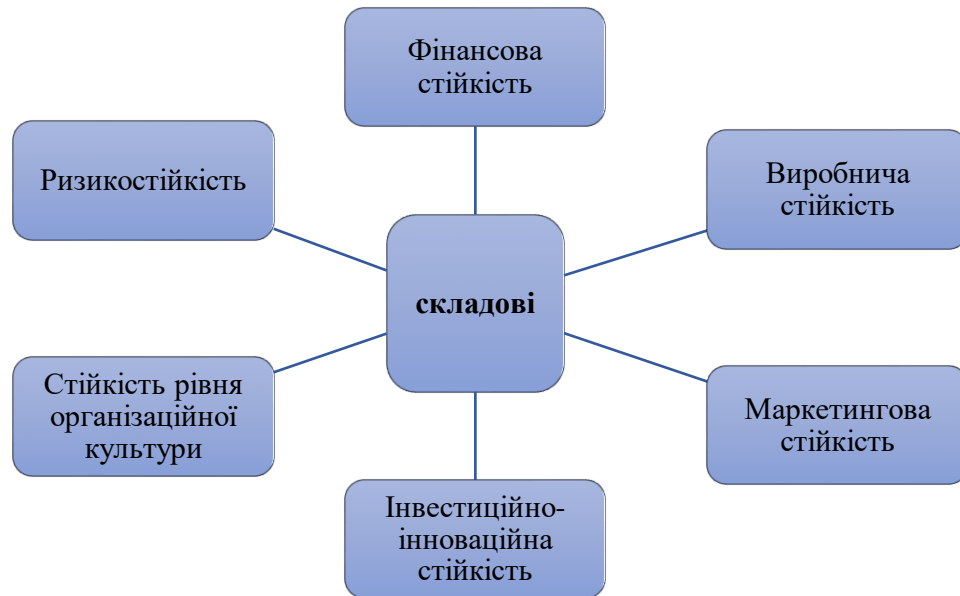 Фінансова
стійкість
Ризикостійкість
Виробнича
стійкість
складові
Стійкість рівня
організаційної
культури
Маркетингова
стійкість
Інвестиційно-
інноваційна
стійкість